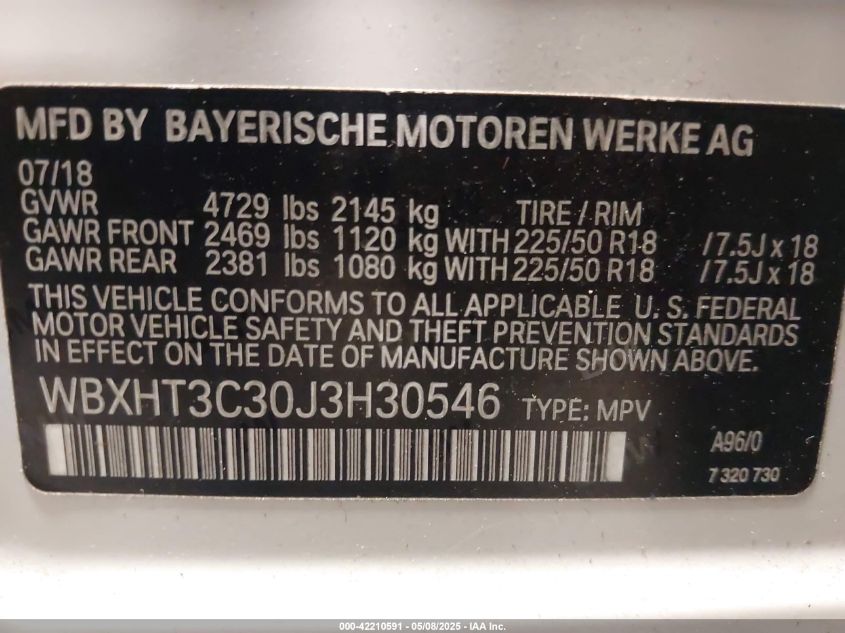 MFD BY BAYERISCHE MOTOREN WERKE AG
07/18
GVWR 4729 lbs 2145 kg TIRE / RIM
GAWR FRONT 2469 lbs 1120 kg WITH 225/50 R18 /7.5J x 18
GAWR REAR 2381 lbs 1080 kg WITH 225/50 R18 /7.5J x 18
THIS VEHICLE CONFORMS TO ALL APPLICABLE U. S. FEDERAL
MOTOR VEHICLE SAFETY AND THEFT PREVENTION STANDARDS
IN EFFECT ON THE DATE OF MANUFACTURE SHOWN ABOVE.
WBXHT3C30J3H30546 TYPE: MPV
A96/0
7 320 730
000-42210591 - 05/08/2025 - IAA Inc.